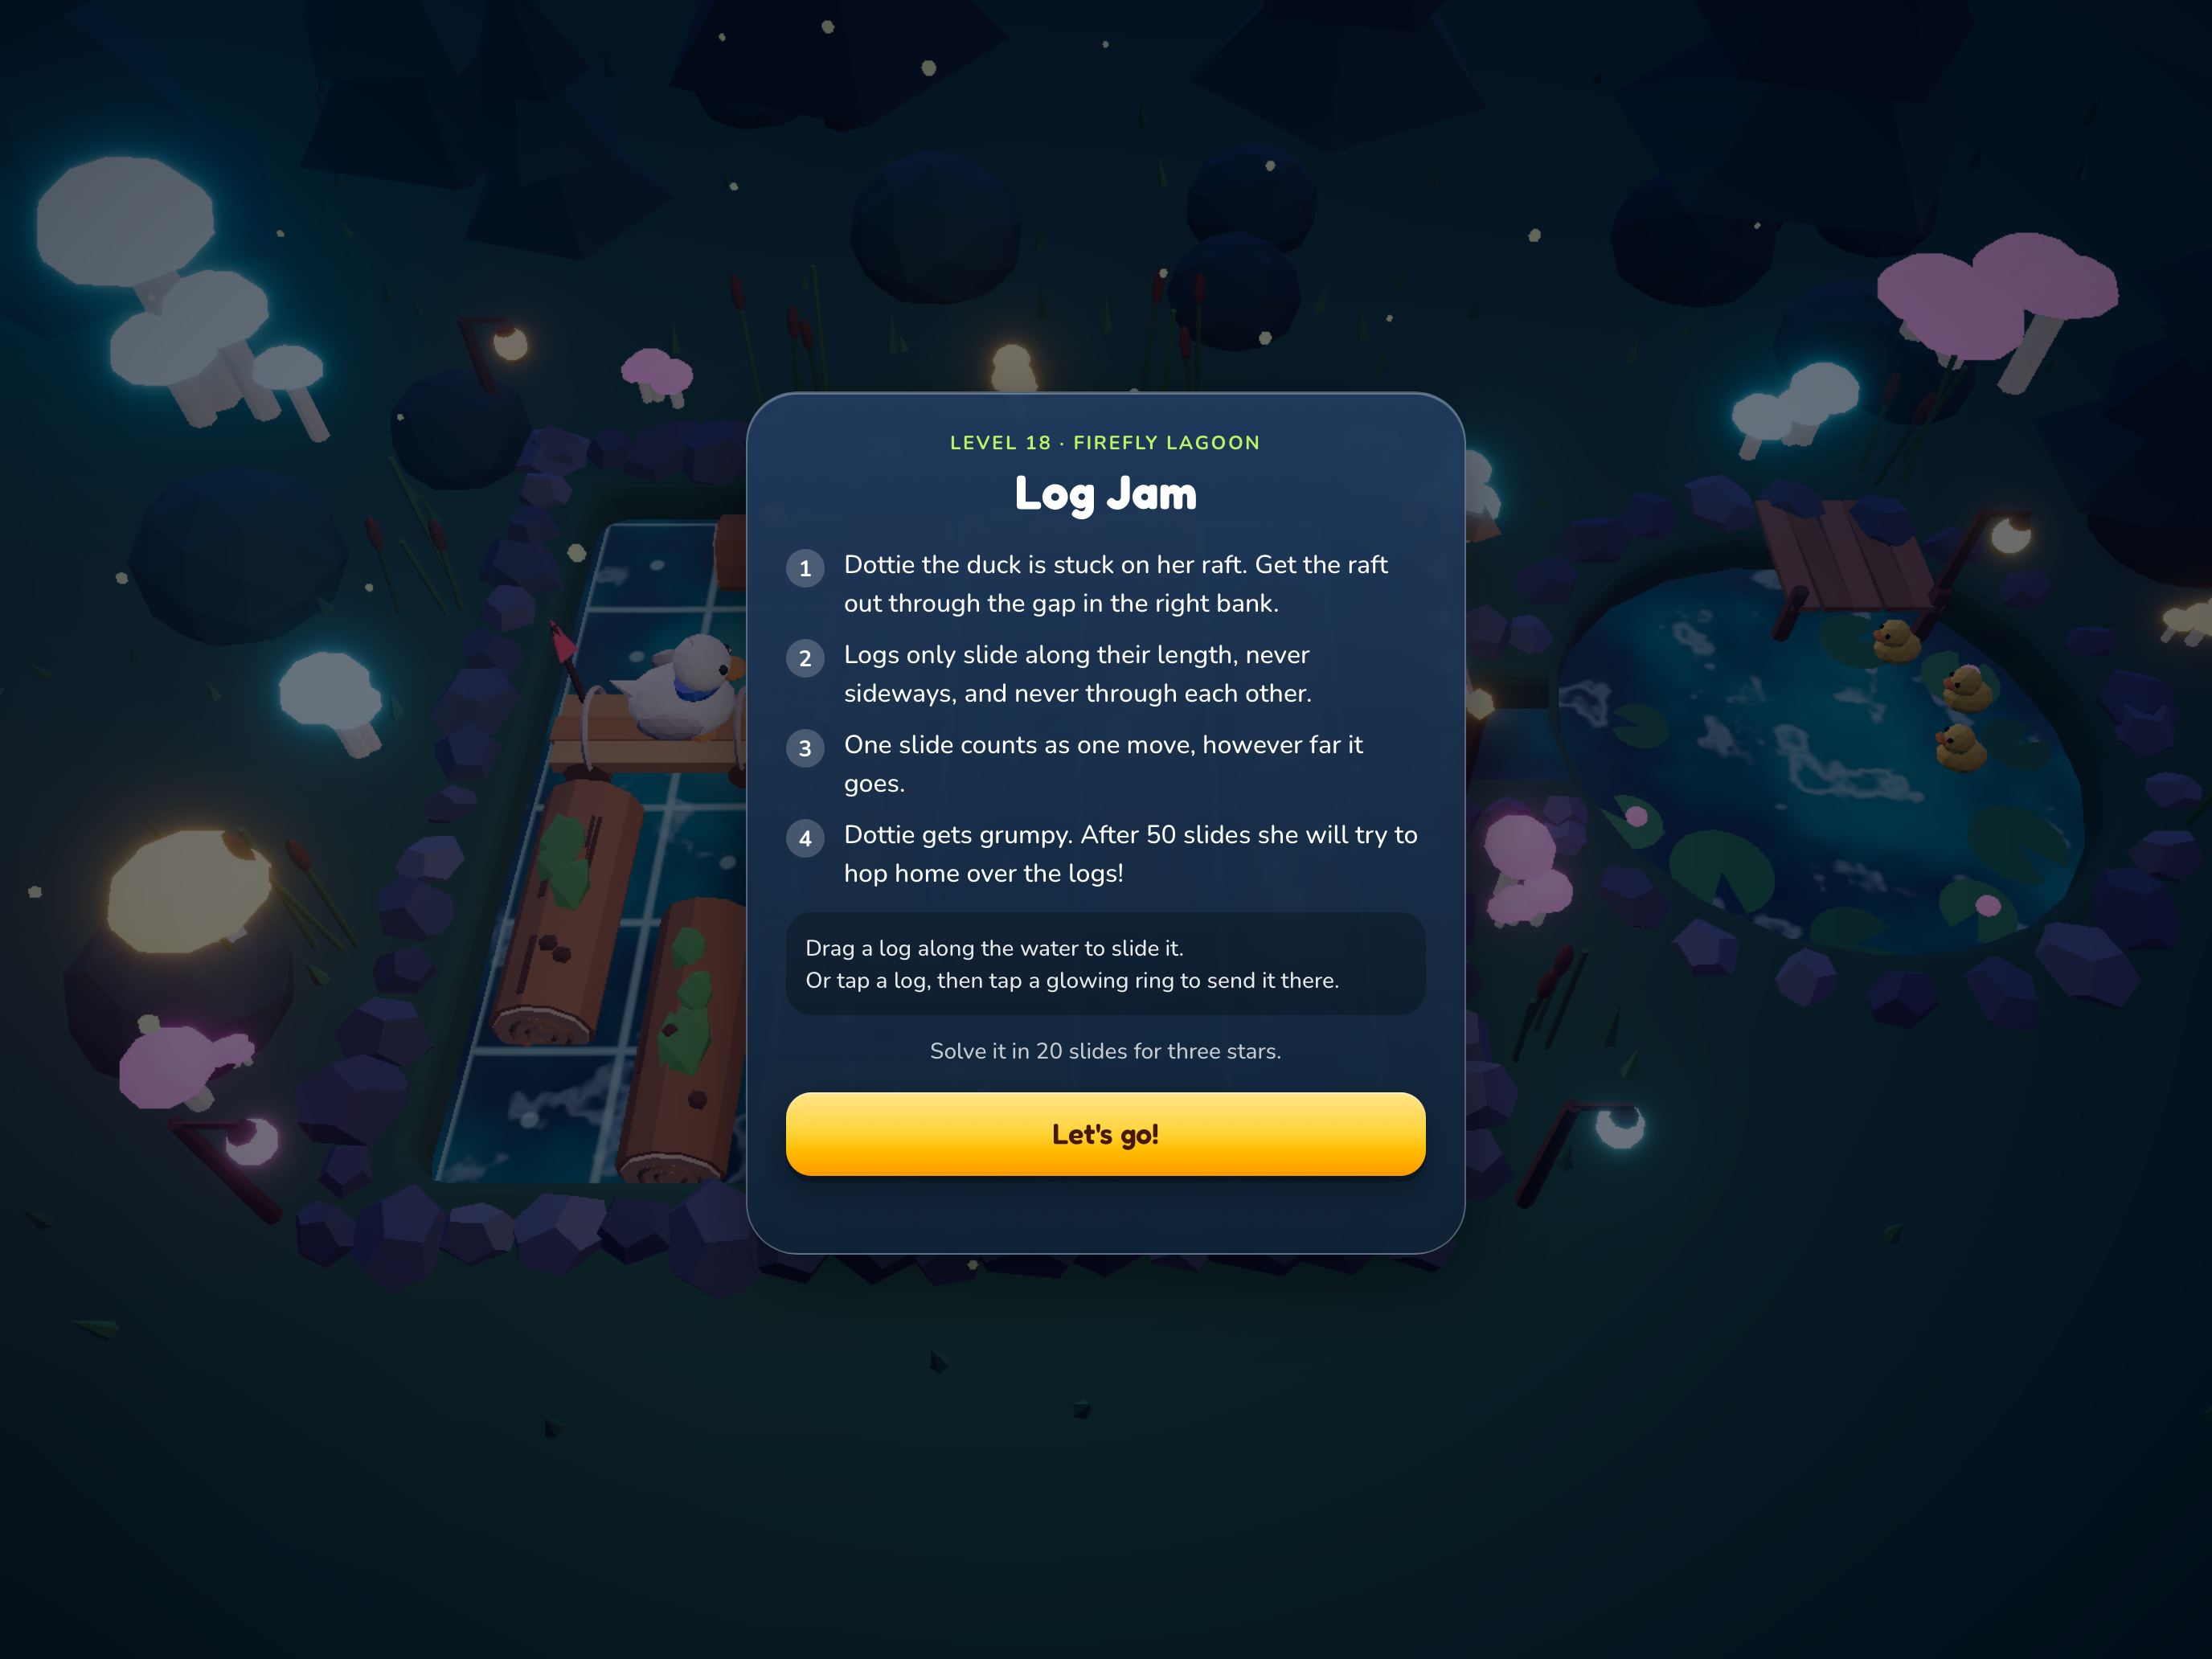 LEVEL 18 · FIREFLY LAGOON
Log Jam
1 Dottie the duck is stuck on her raft. Get the raft
out through the gap in the right bank.
2 Logs only slide along their length, never
sideways, and never through each other.
3 One slide counts as one move, however far it
goes.
4 Dottie gets grumpy. After 50 slides she will try to
hop home over the logs!
Drag a log along the water to slide it.
Or tap a log, then tap a glowing ring to send it there.
Solve it in 20 slides for three stars.
Let's go!